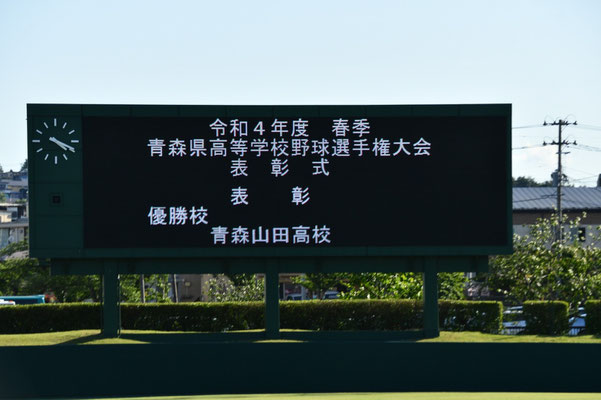 令和４年度　春季
青森県高等学校野球選手権大会
表　彰　式
表　　彰
優勝校
青森山田高校